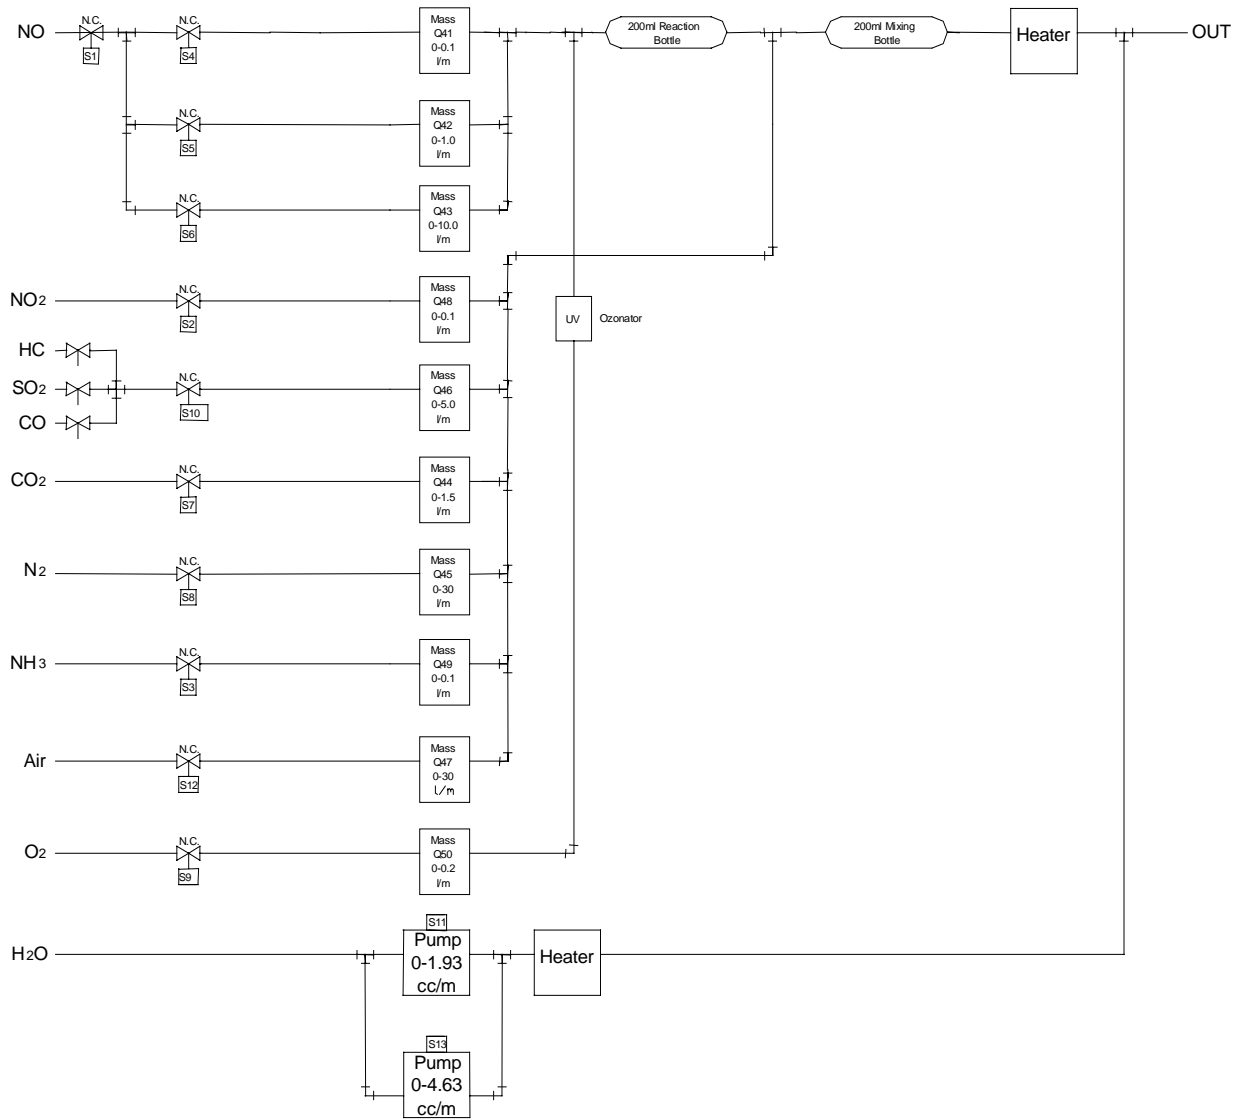 NO
N.C.
S1
N.C.
S4
Mass
Q41
0-0.1
l/m
200ml Reaction
Bottle
200ml Mixing
Bottle
Heater
OUT
N.C.
S5
Mass
Q42
0-1.0
l/m
N.C.
S6
Mass
Q43
0-10.0
l/m
NO2
N.C.
S2
Mass
Q48
0-0.1
l/m
UV
Ozonator
HC
SO2
CO
N.C.
S10
Mass
Q46
0-5.0
l/m
CO2
N.C.
S7
Mass
Q44
0-1.5
l/m
N2
N.C.
S8
Mass
Q45
0-30
l/m
NH3
N.C.
S3
Mass
Q49
0-0.1
l/m
Air
N.C.
S12
Mass
Q47
0-30
l/m
O2
N.C.
S9
Mass
Q50
0-0.2
l/m
H2O
S11
Pump
0-1.93
cc/m
Heater
S13
Pump
0-4.63
cc/m